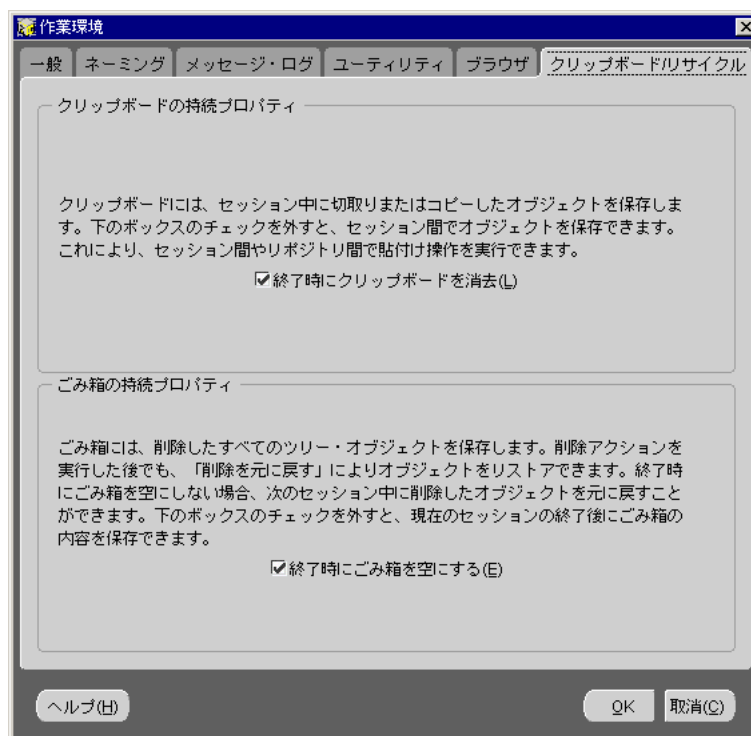 作業環境
一般 ネーミング メッセージ・ログ ユーティリティ ブラウザ クリップボード/リサイクル
クリップボードの持続プロパティ
クリップボードには、セッション中に切取りまたはコピーしたオブジェクトを保存しま
す。下のボックスのチェックを外すと、セッション間でオブジェクトを保存できます。
これにより、セッション間やリポジトリ間で貼付け操作を実行できます。
終了時にクリップボードを消去(L)
ごみ箱の持続プロパティ
ごみ箱には、削除したすべてのツリー・オブジェクトを保存します。削除アクションを
実行した後でも、「削除を元に戻す」によりオブジェクトをリストアできます。終了時
にごみ箱を空にしない場合、次のセッション中に削除したオブジェクトを元に戻すこと
ができます。下のボックスのチェックを外すと、現在のセッションの終了後にごみ箱の
内容を保存できます。
終了時にごみ箱を空にする(E)
ヘルプ(H) OK 取消(C)